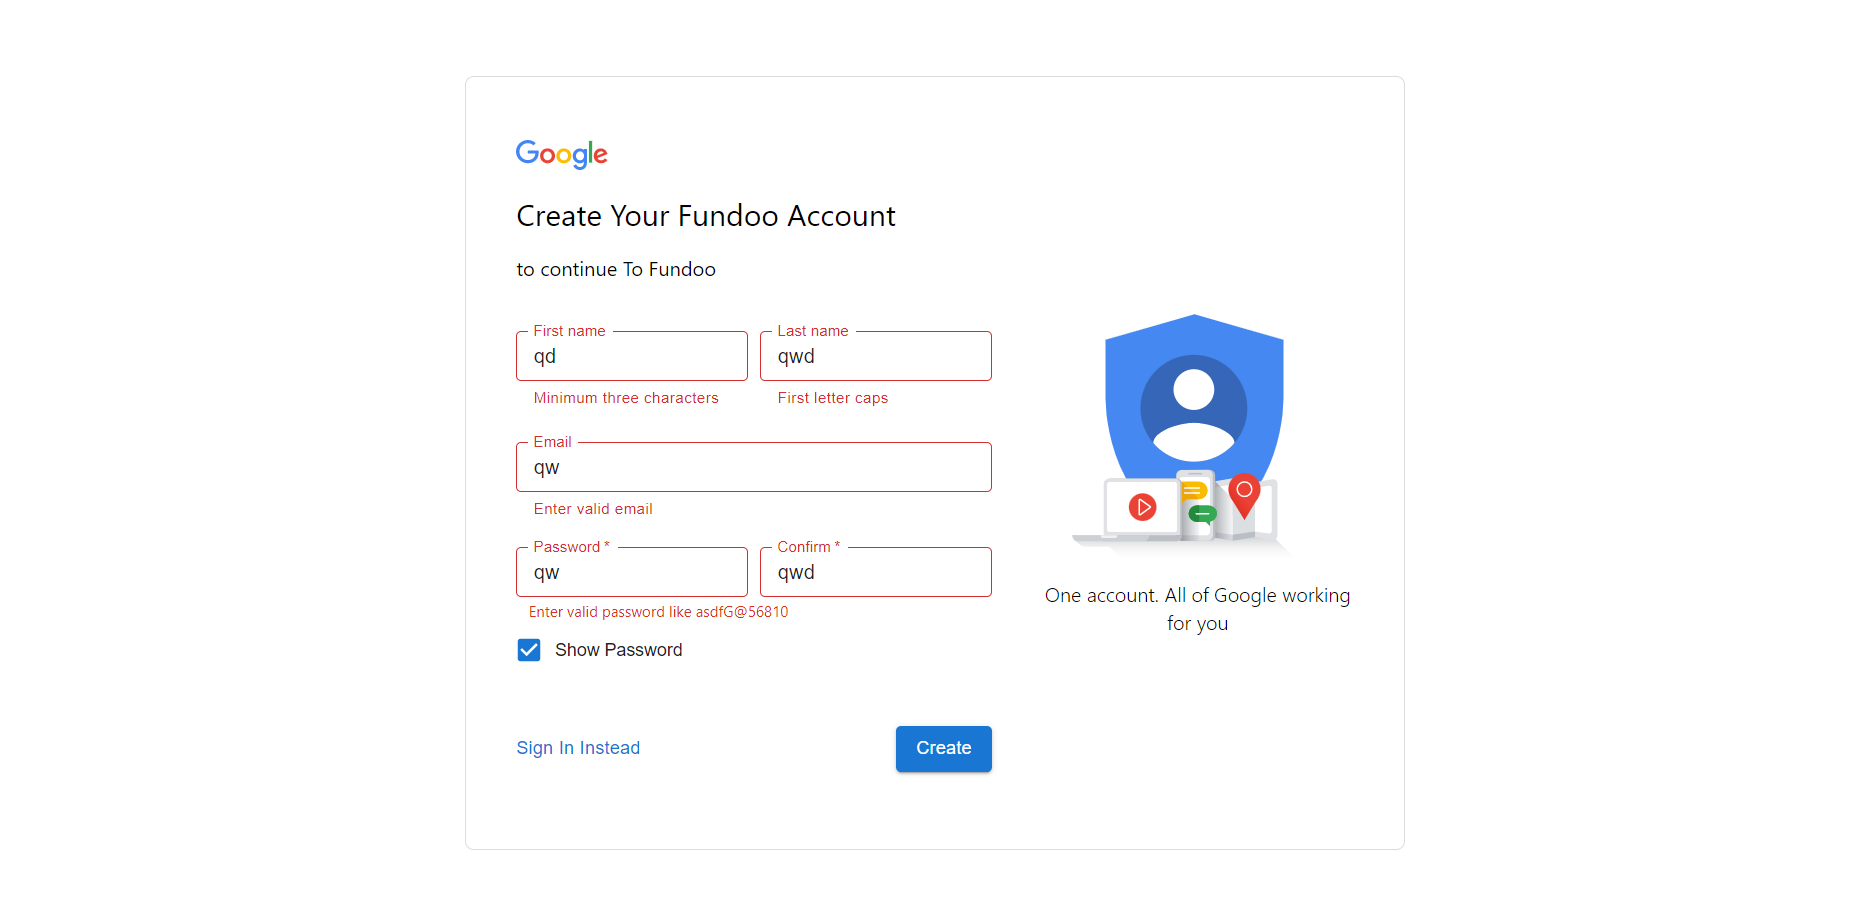 Google
Create Your Fundoo Account
to continue To Fundoo
First name
qd
Minimum three characters
Last name
qwd
First letter caps
Email
qw
Enter valid email
Password *
qw
Confirm *
qwd
Enter valid password like asdfG@56810
Show Password
Sign In Instead
Create
One account. All of Google working
for you